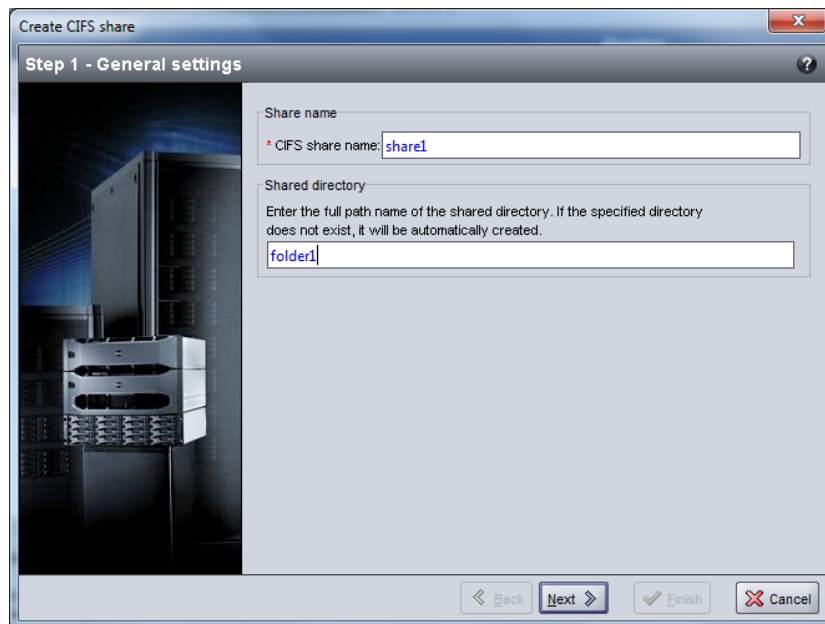 Create CIFS share
Step 1 - General settings
?
Share name
* CIFS share name: share1
Shared directory
Enter the full path name of the shared directory. If the specified directory
does not exist, it will be automatically created.
folder1
Back Next Finish Cancel